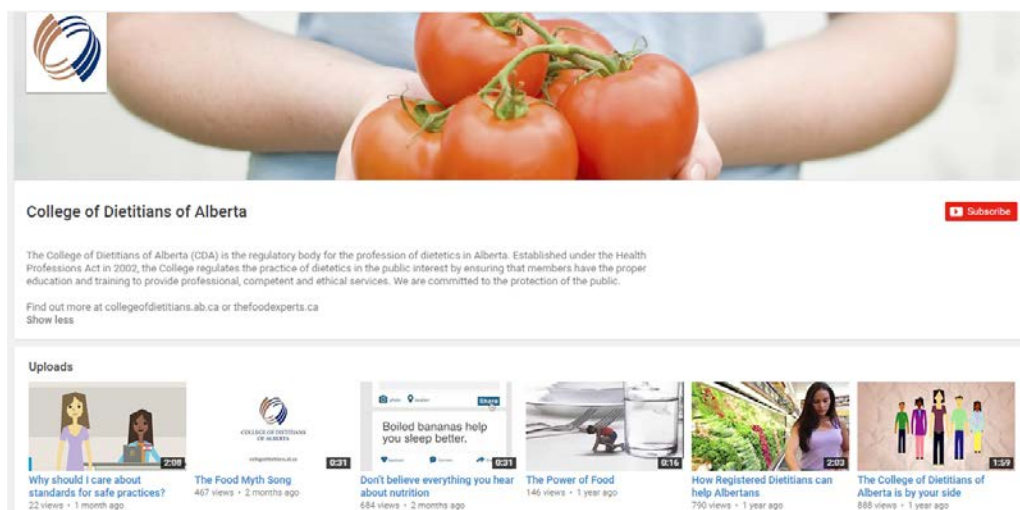 College of Dietitians of Alberta
Subscribe
The College of Dietitians of Alberta (CDA) is the regulatory body for the profession of dietetics in Alberta. Established under the Health
Professions Act in 2002, the College regulates the practice of dietetics in the public interest by ensuring that members have the proper
education and training to provide professional, competent and ethical services. We are committed to the protection of the public.
Find out more at collegeofdietitians.ab.ca or thefoodexperts.ca
Show less
Uploads
2:08
COLLEGE OF DIETITIANS
OF ALBERTA
collegeofdietitians.ab.ca
0:31
Share
Boiled bananas help
you sleep better.
0:31
0:16
2:03
1:59
Why should I care about
standards for safe practices?
22 views • 1 month ago
The Food Myth Song
467 views • 2 months ago
Don't believe everything you hear
about nutrition
684 views • 2 months ago
The Power of Food
146 views • 1 year ago
How Registered Dietitians can
help Albertans
790 views • 1 year ago
The College of Dietitians of
Alberta is by your side
888 views • 1 year ago